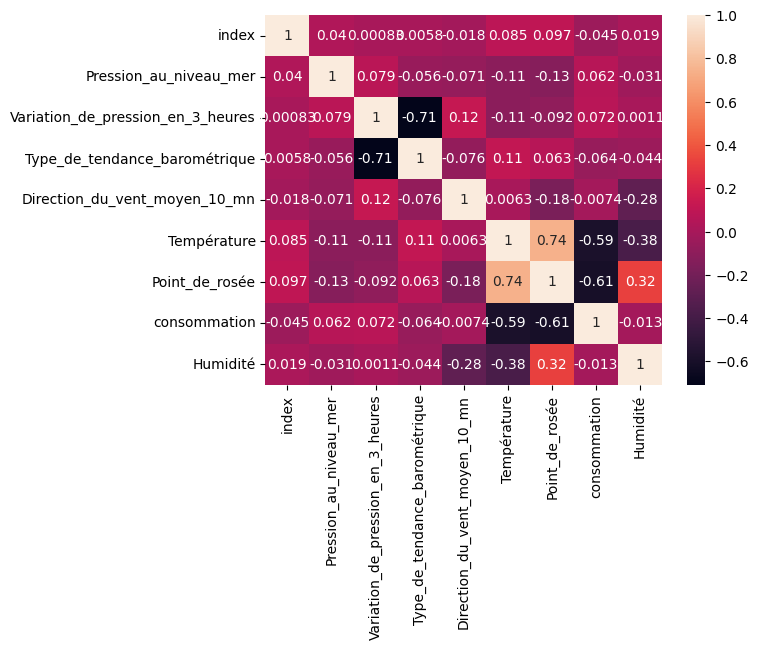 index 1 0.04 0.00083 0.0058 -0.018 0.085 0.097 -0.045 0.019
Pression_au_niveau_mer 0.04 1 0.079 -0.056 -0.071 -0.11 -0.13 0.062 -0.031
Variation_de_pression_en_3_heures 0.00083 0.079 1 -0.71 0.12 -0.11 -0.092 0.072 0.0011
Type_de_tendance_barométrique 0.0058 -0.056 -0.71 1 -0.076 0.11 0.063 -0.064 -0.044
Direction_du_vent_moyen_10_mn -0.018 -0.071 0.12 -0.076 1 0.0063 -0.18 -0.0074 -0.28
Température 0.085 -0.11 -0.11 0.11 0.0063 1 0.74 -0.59 -0.38
Point_de_rosée 0.097 -0.13 -0.092 0.063 -0.18 0.74 1 -0.61 0.32
consommation -0.045 0.062 0.072 -0.064 -0.0074 -0.59 -0.61 1 -0.013
Humidité 0.019 -0.031 0.0011 -0.044 -0.28 -0.38 0.32 -0.013 1
index
Pression_au_niveau_mer
Variation_de_pression_en_3_heures
Type_de_tendance_barométrique
Direction_du_vent_moyen_10_mn
Température
Point_de_rosée
consommation
Humidité
1.0
0.8
0.6
0.4
0.2
0.0
−0.2
−0.4
−0.6